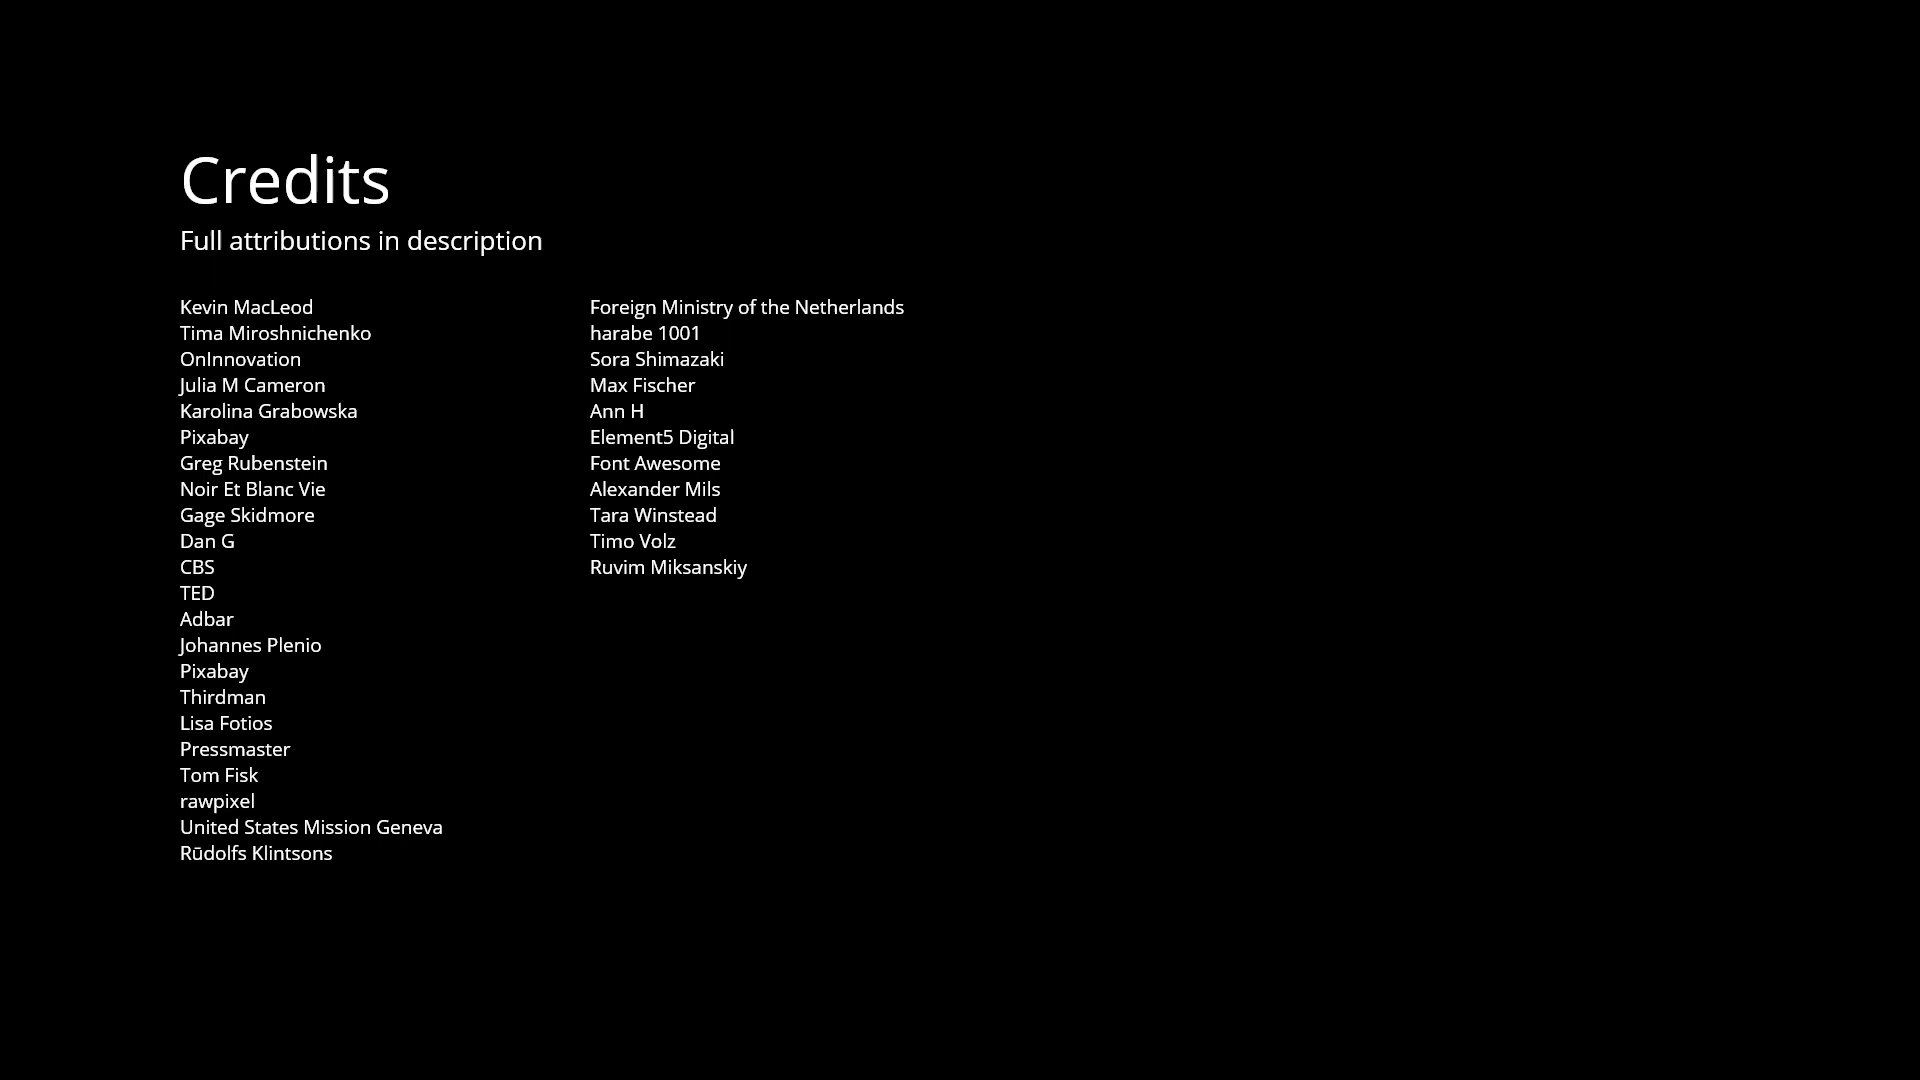 Credits
Full attributions in description
Kevin MacLeod
Tima Miroshnichenko
OnInnovation
Julia M Cameron
Karolina Grabowska
Pixabay
Greg Rubenstein
Noir Et Blanc Vie
Gage Skidmore
Dan G
CBS
TED
Adbar
Johannes Plenio
Pixabay
Thirdman
Lisa Fotios
Pressmaster
Tom Fisk
rawpixel
United States Mission Geneva
Rūdolfs Klintsons
Foreign Ministry of the Netherlands
harabe 1001
Sora Shimazaki
Max Fischer
Ann H
Element5 Digital
Font Awesome
Alexander Mils
Tara Winstead
Timo Volz
Ruvim Miksanskiy